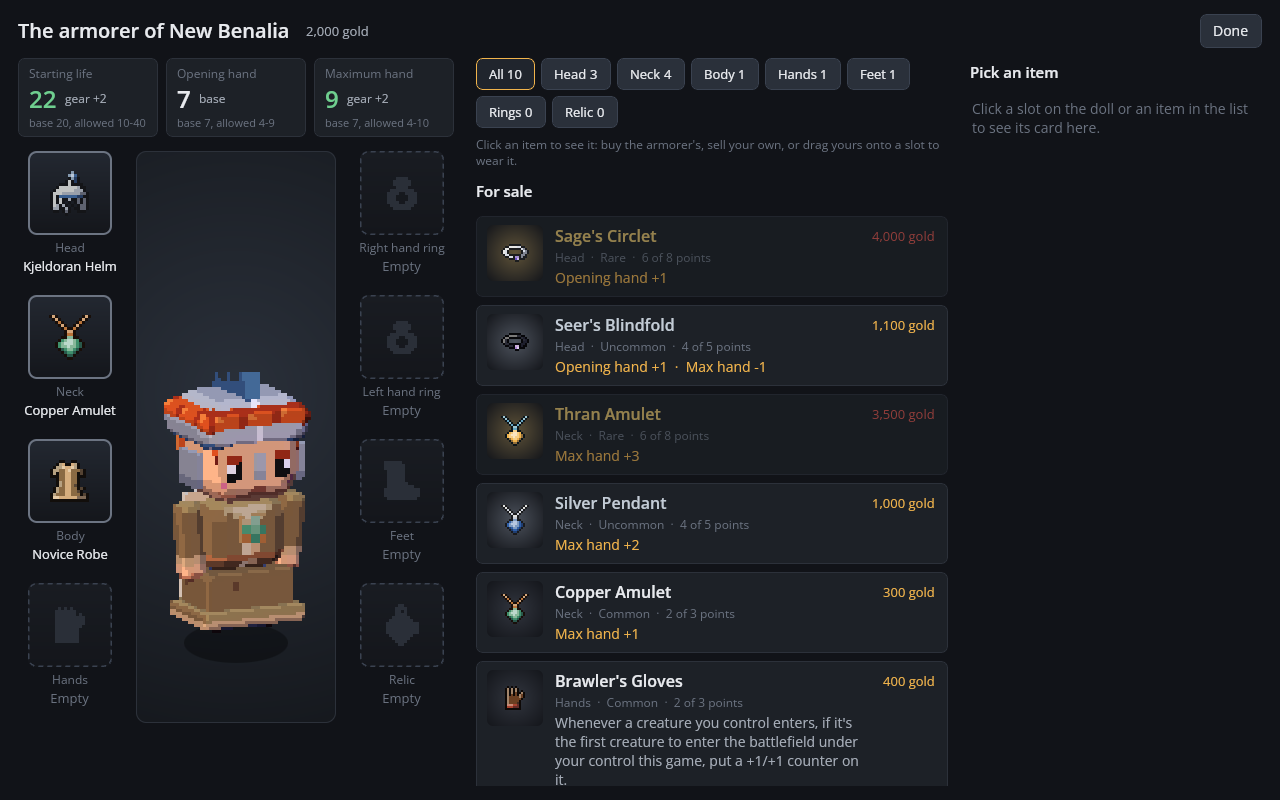 The armorer of New Benalia 2,000 gold
Done
Starting life
22 gear +2
base 20, allowed 10-40
Opening hand
7 base
base 7, allowed 4-9
Maximum hand
9 gear +2
base 7, allowed 4-10
Head
Kjeldoran Helm
Neck
Copper Amulet
Body
Novice Robe
Hands
Empty
Right hand ring
Empty
Left hand ring
Empty
Feet
Empty
Relic
Empty
All 10
Head 3
Neck 4
Body 1
Hands 1
Feet 1
Rings 0
Relic 0
Click an item to see it: buy the armorer's, sell your own, or drag yours onto a slot to
wear it.
For sale
Sage's Circlet 4,000 gold
Head · Rare · 6 of 8 points
Opening hand +1
Seer's Blindfold 1,100 gold
Head · Uncommon · 4 of 5 points
Opening hand +1 · Max hand -1
Thran Amulet 3,500 gold
Neck · Rare · 6 of 8 points
Max hand +3
Silver Pendant 1,000 gold
Neck · Uncommon · 4 of 5 points
Max hand +2
Copper Amulet 300 gold
Neck · Common · 2 of 3 points
Max hand +1
Brawler's Gloves 400 gold
Hands · Common · 2 of 3 points
Whenever a creature you control enters, if it's
the first creature to enter the battlefield under
your control this game, put a +1/+1 counter on
it.
Pick an item
Click a slot on the doll or an item in the list
to see its card here.